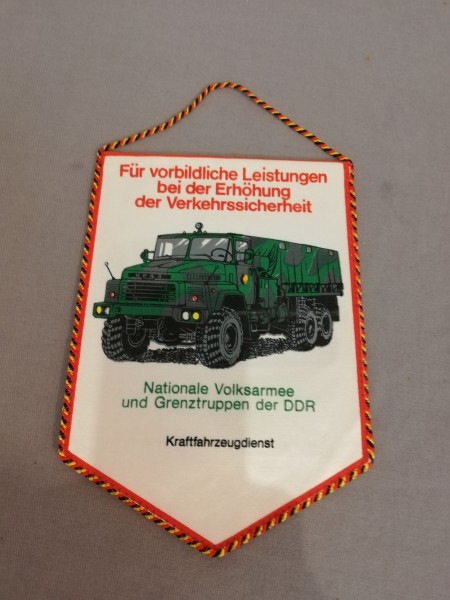 Für vorbildliche Leistungen
bei der Erhöhung
der Verkehrssicherheit
Nationale Volksarmee
und Grenztruppen der DDR
Kraftfahrzeugdienst